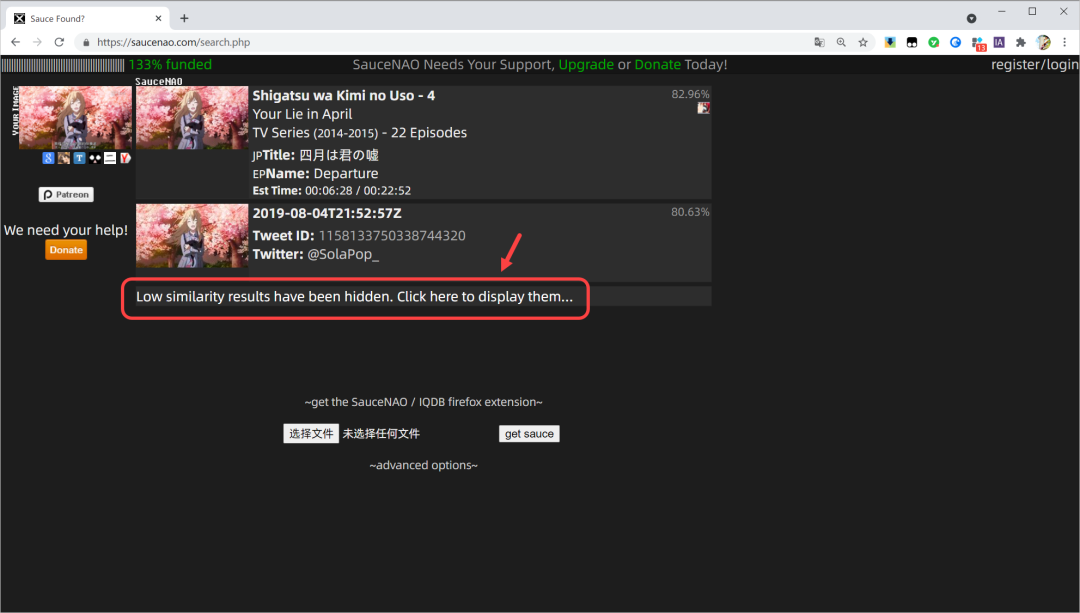 Sauce Found?
https://saucenao.com/search.php
13
IA
133% funded
SauceNAO Needs Your Support, Upgrade or Donate Today!
register/login
SauceNAO
YOUR IMAGE
Shigatsu wa Kimi no Uso - 4
82.96%
Your Lie in April
TV Series (2014-2015) - 22 Episodes
JPTitle: 四月は君の嘘
EPName: Departure
Est Time: 00:06:28 / 00:22:52
Patreon
We need your help!
Donate
2019-08-04T21:52:57Z
80.63%
Tweet ID: 1158133750338744320
Twitter: @SolaPop_
Low similarity results have been hidden. Click here to display them...
~get the SauceNAO / IQDB firefox extension~
选择文件 未选择任何文件
get sauce
~advanced options~